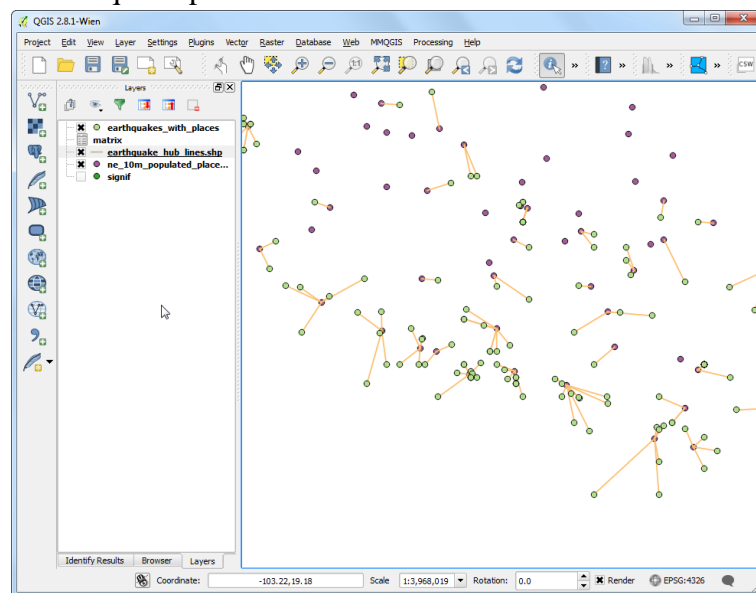 QGIS 2.8.1-Wien
Project Edit View Layer Settings Plugins Vector Raster Database Web MMQGIS Processing Help
» ? » » » CSW
Layers
earthquakes_with_places
matrix
earthquake_hub_lines.shp
ne_10m_populated_place...
signif
Identify Results Browser Layers
Coordinate: -103.22,19.18 Scale 1:3,968,019 Rotation: 0.0 Render EPSG:4326